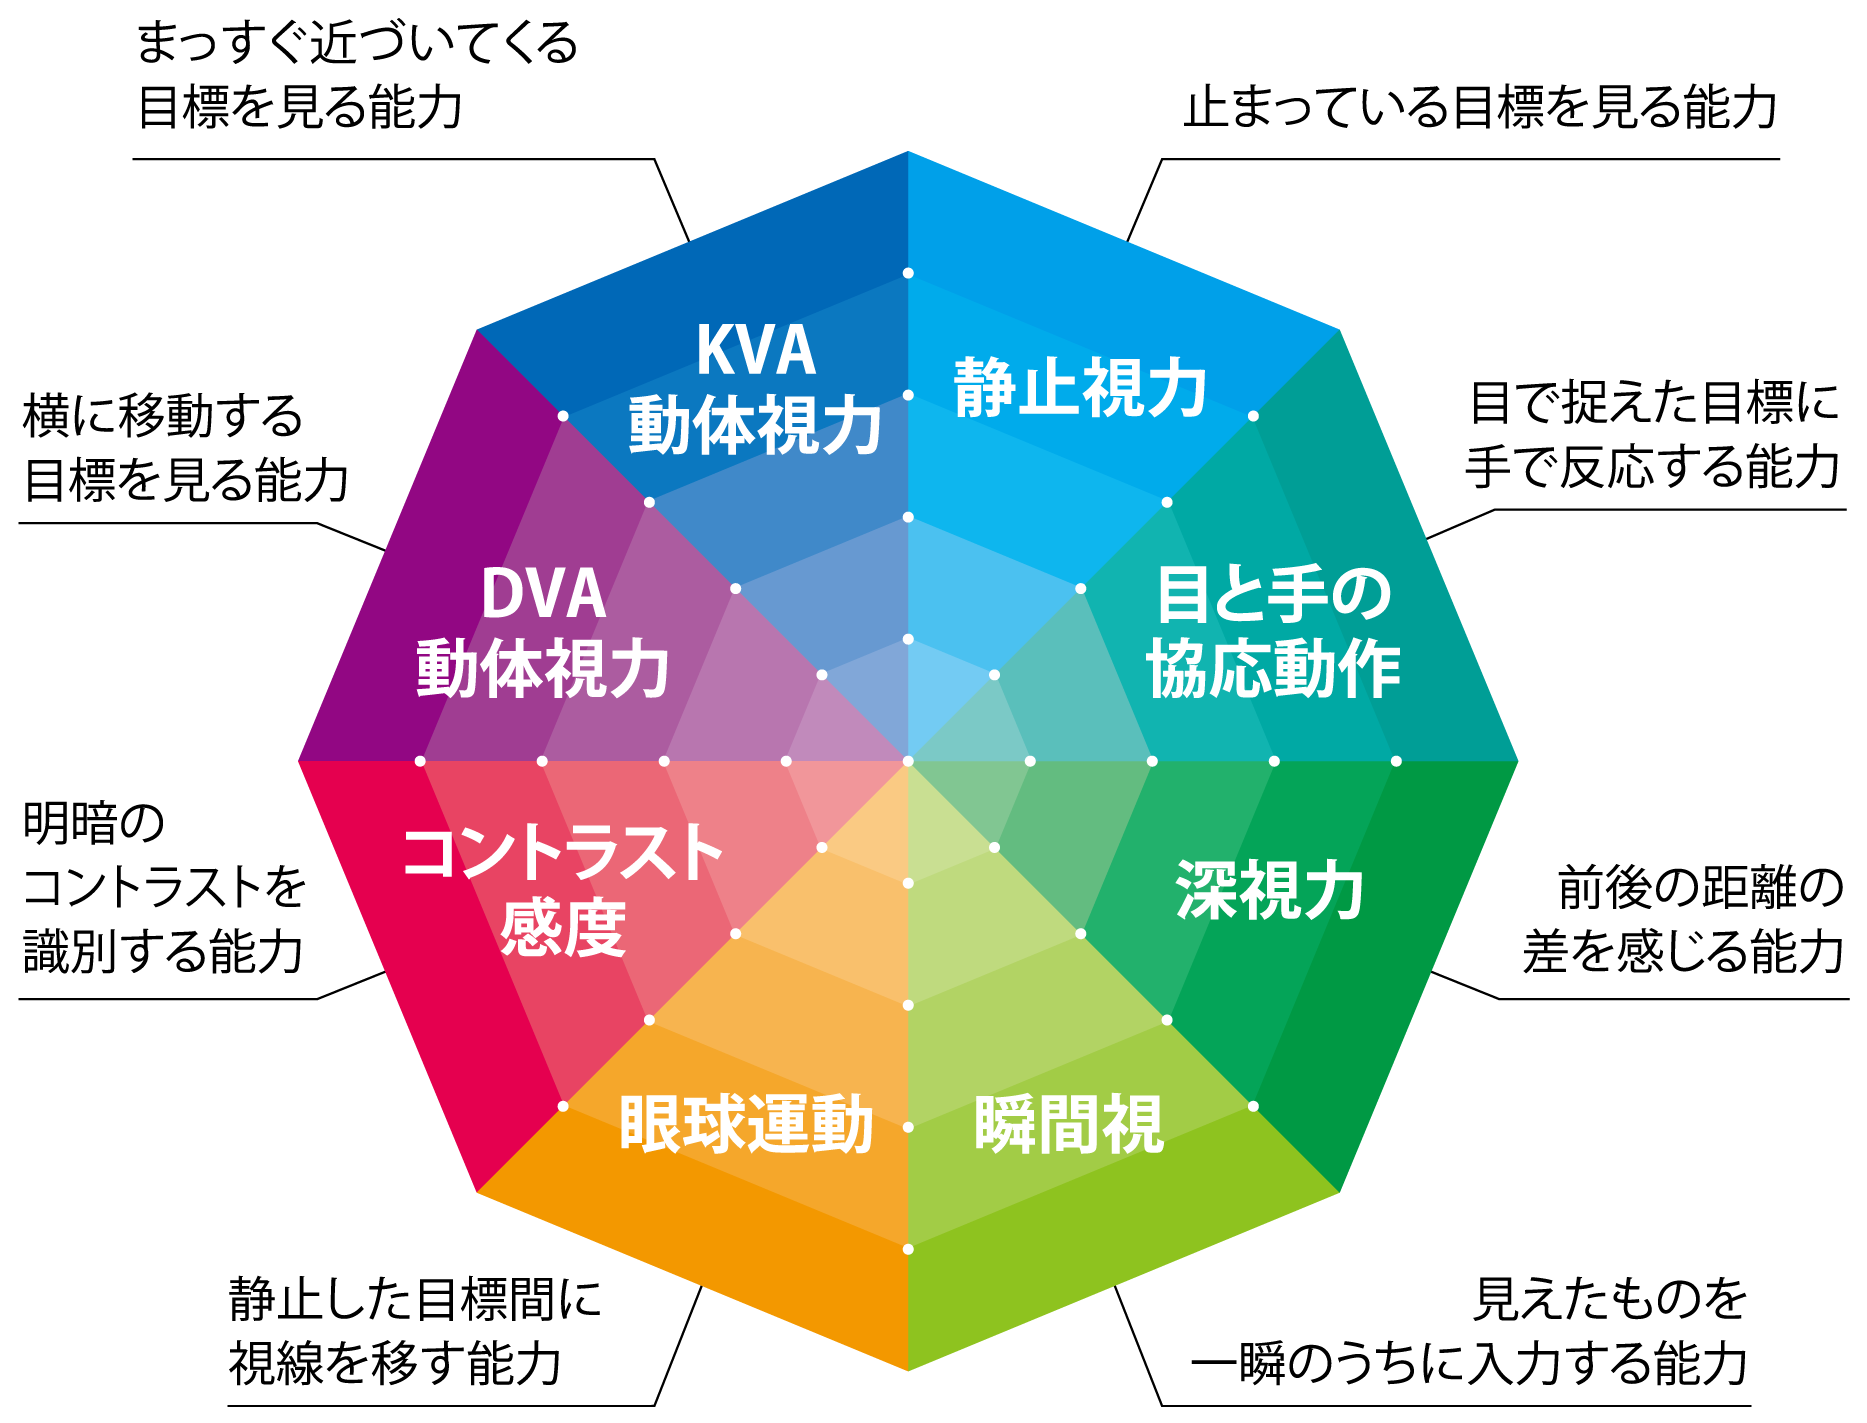 まっすぐ近づいてくる
目標を見る能力
止まっている目標を見る能力
KVA
動体視力
静止視力
横に移動する
目標を見る能力
目で捉えた目標に
手で反応する能力
DVA
動体視力
目と手の
協応動作
明暗の
コントラストを
識別する能力
コントラスト
感度
深視力
前後の距離の
差を感じる能力
眼球運動
瞬間視
静止した目標間に
視線を移す能力
見えたものを
一瞬のうちに入力する能力